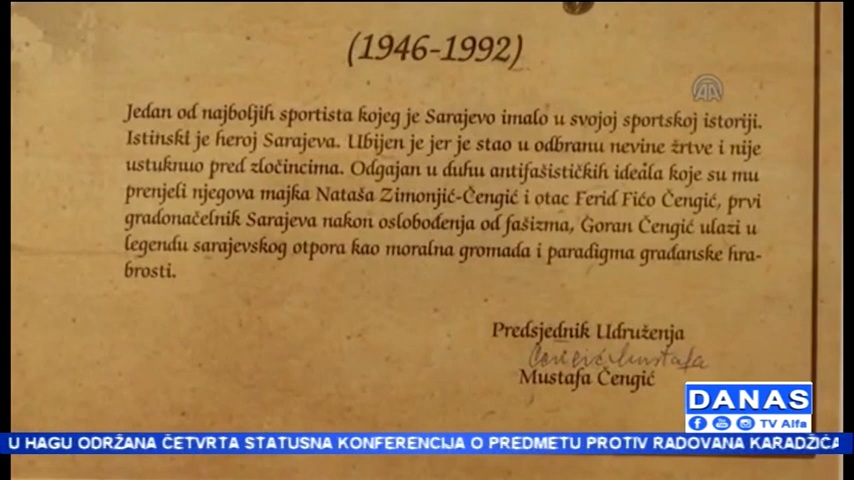 (1946-1992)
AA
Jedan od najboljih sportista kojeg je Sarajevo imalo u svojoj sportskoj istoriji.
Istinski je heroj Sarajeva. Ubijen je jer je stao u odbranu nevine žrtve i nije
ustuknuo pred zločincima. Odgajan u duhu antifašističkih ideala koje su mu
prenjeli njegova majka Nataša Zimonjić-Čengić i otac Ferid Fićo Čengić, prvi
gradonačelnik Sarajeva nakon oslobođenja od fašizma, Goran Čengić ulazi u
legendu sarajevskog otpora kao moralna gromada i paradigma građanske hra-
brosti.
Predsjednik Udruženja
Čengić Mustafa
Mustafa Čengić
DANAS
TV Alfa
U HAGU ODRŽANA ČETVRTA STATUSNA KONFERENCIJA O PREDMETU PROTIV RADOVANA KARADŽIĆA